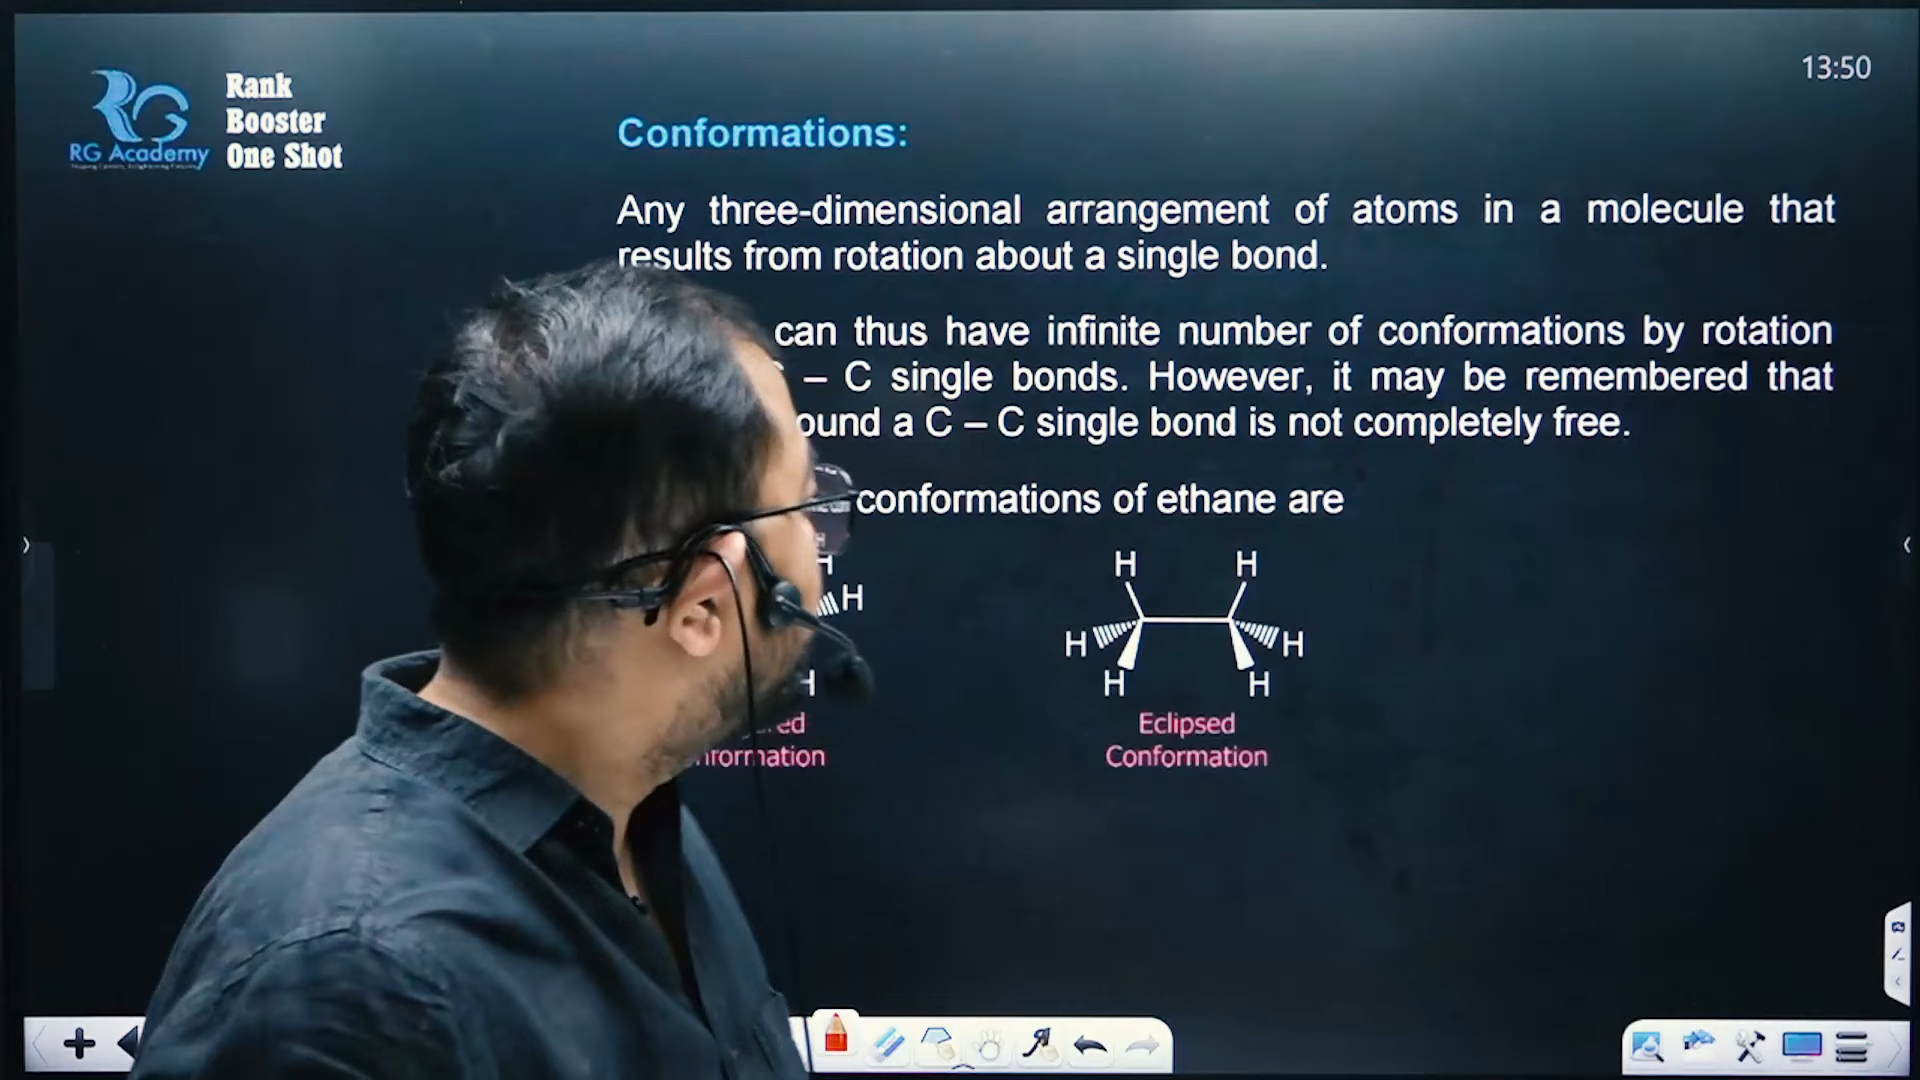 RG Academy
Rank
Booster
One Shot
13:50
Conformations:
Any three-dimensional arrangement of atoms in a molecule that
results from rotation about a single bond.
can thus have infinite number of conformations by rotation
– C single bonds. However, it may be remembered that
ound a C – C single bond is not completely free.
conformations of ethane are
H
H
H
H H
H H
H H
Eclipsed
Conformation
red
nformation